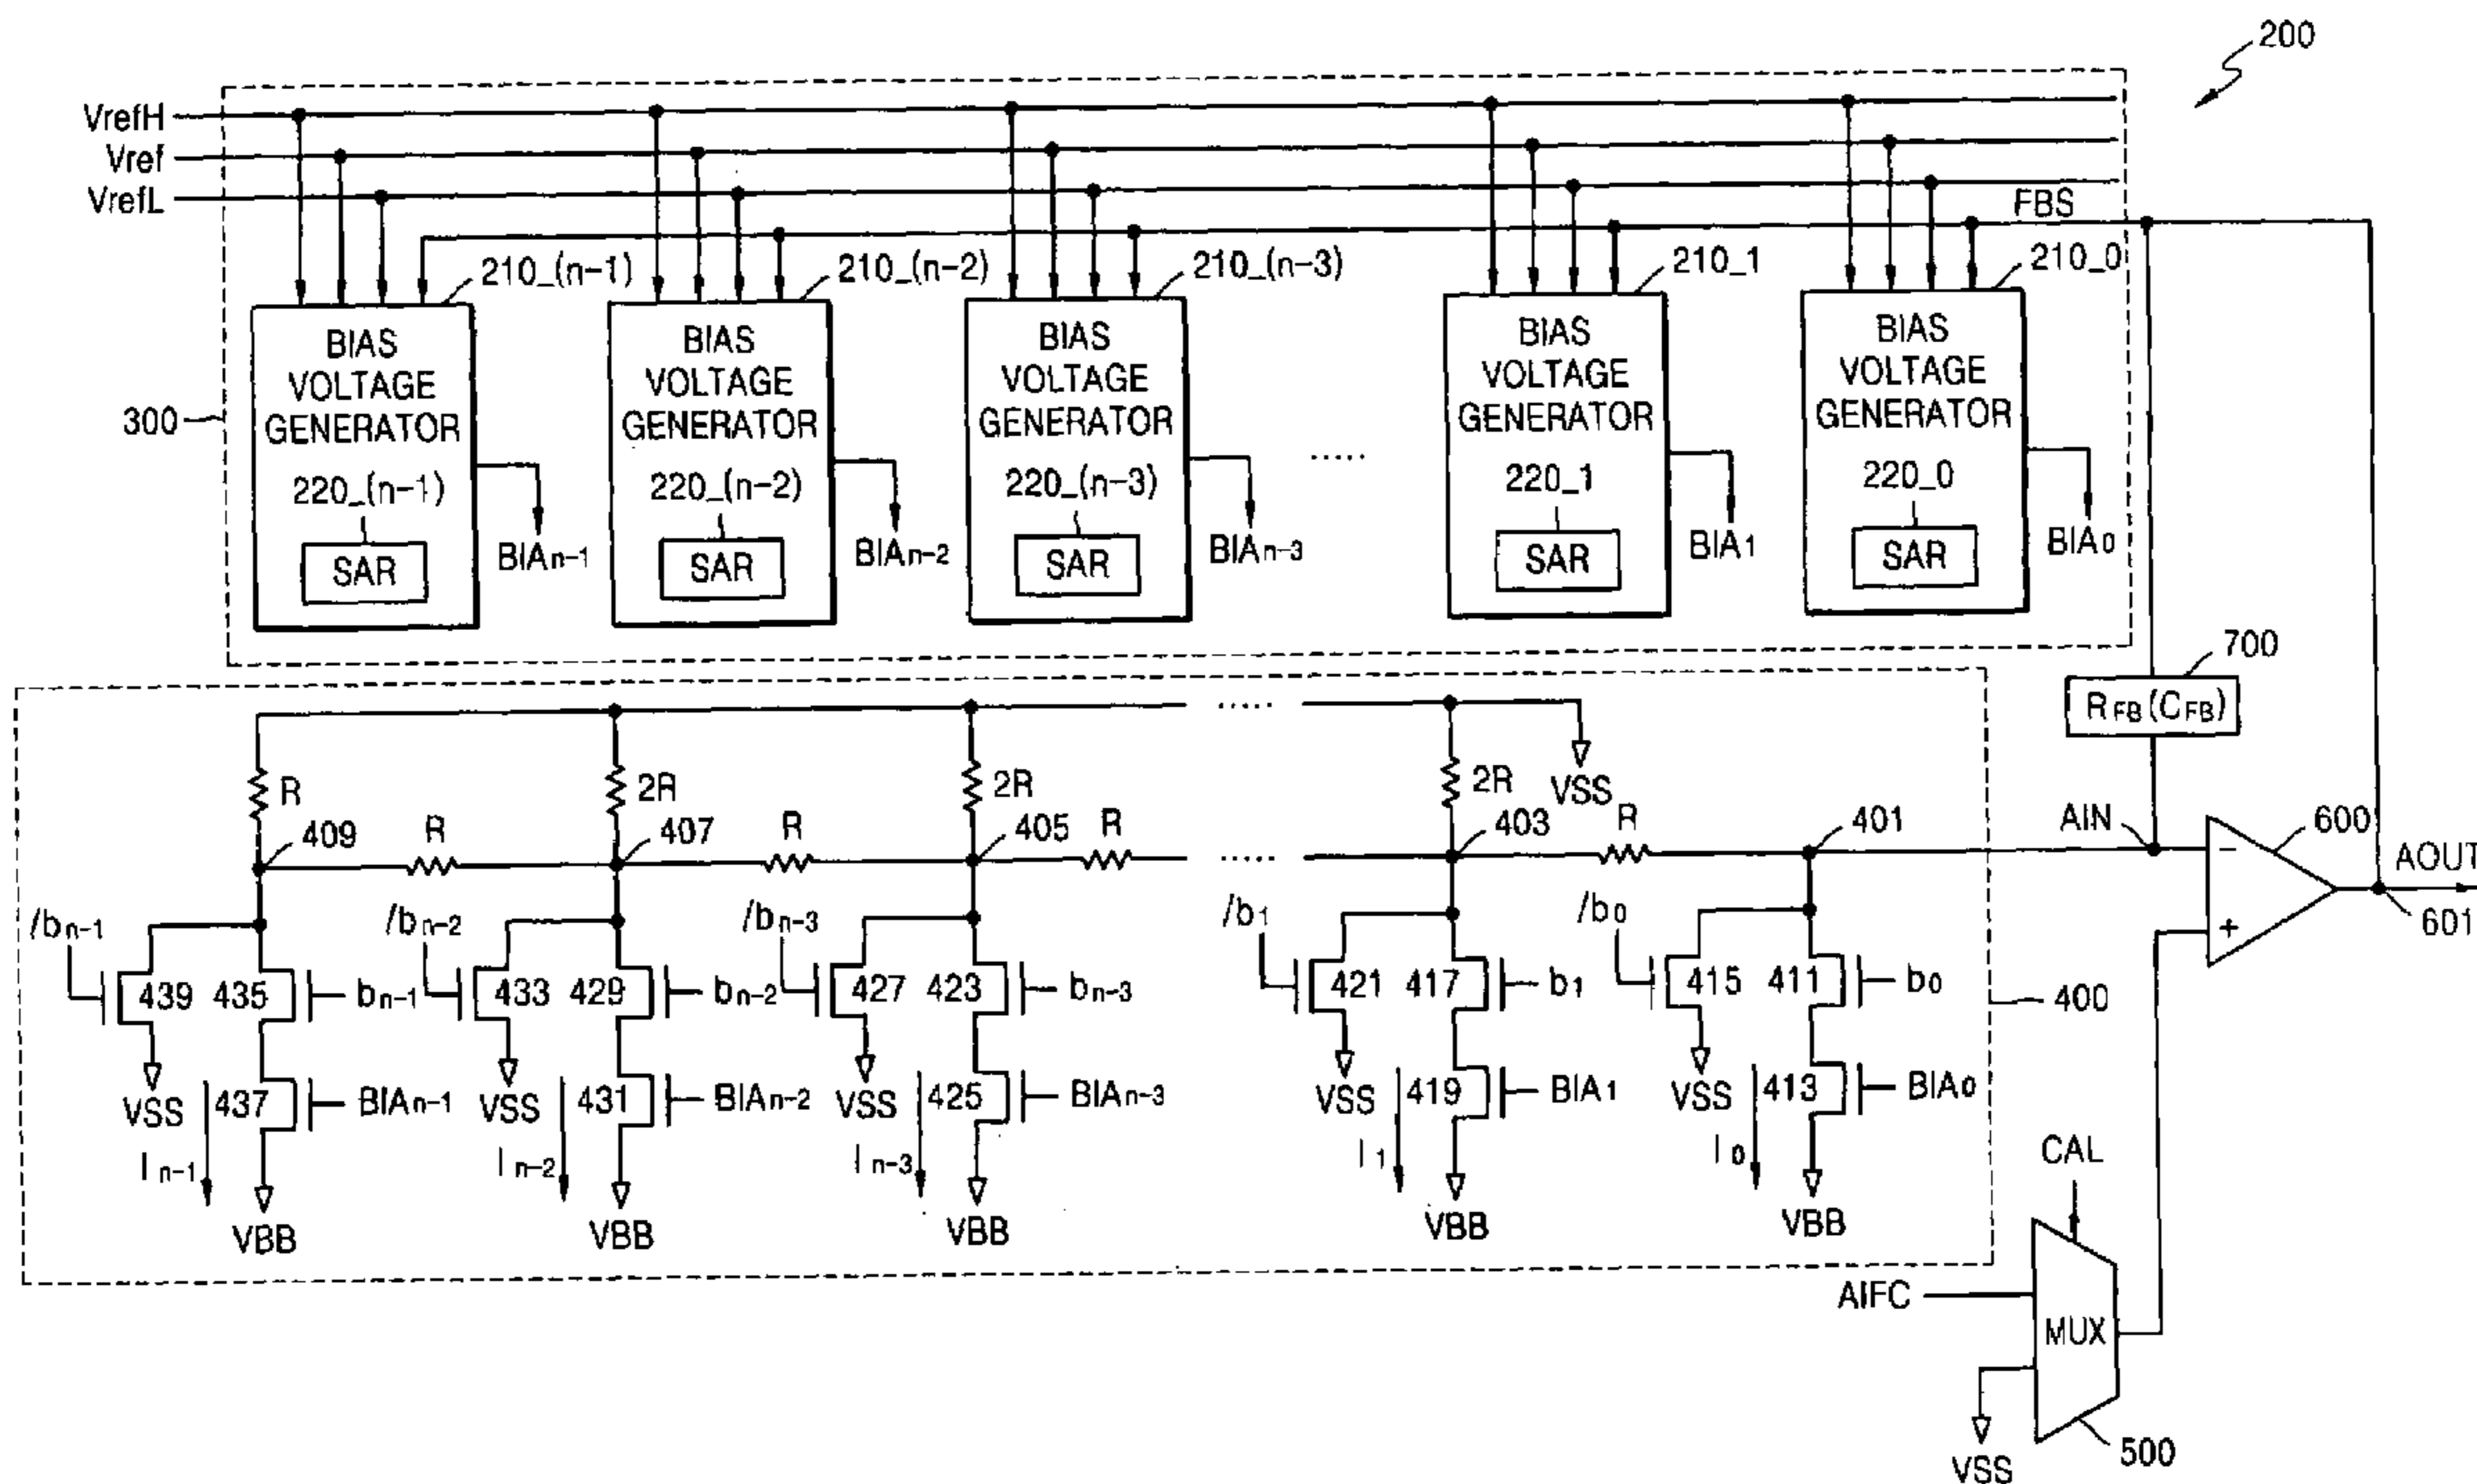 200
VrefH
Vref
VrefL
FBS
210_(n-1)
210_(n-2)
210_(n-3)
210_1
210_0
BIAS VOLTAGE GENERATOR
BIAS VOLTAGE GENERATOR
BIAS VOLTAGE GENERATOR
BIAS VOLTAGE GENERATOR
BIAS VOLTAGE GENERATOR
300
220_(n-1)
220_(n-2)
220_(n-3)
.....
220_1
220_0
SAR
SAR
SAR
SAR
SAR
BIAn-1
BIAn-2
BIAn-3
BIA1
BIA0
700
RFB(CFB)
.....
VSS
R
2R
2R
2R
409
R
407
R
405
R
.....
403
R
401
AIN
600
AOUT
601
−
+
/bn-1
/bn-2
/bn-3
/b1
/b0
439
435
bn-1
433
429
bn-2
427
423
bn-3
421
417
b1
415
411
b0
400
VSS
437
BIAn-1
VSS
431
BIAn-2
VSS
425
BIAn-3
VSS
419
BIA1
VSS
413
BIA0
In-1
In-2
In-3
I1
I0
VBB
VBB
VBB
VBB
VBB
CAL
AIFC
MUX
VSS
500